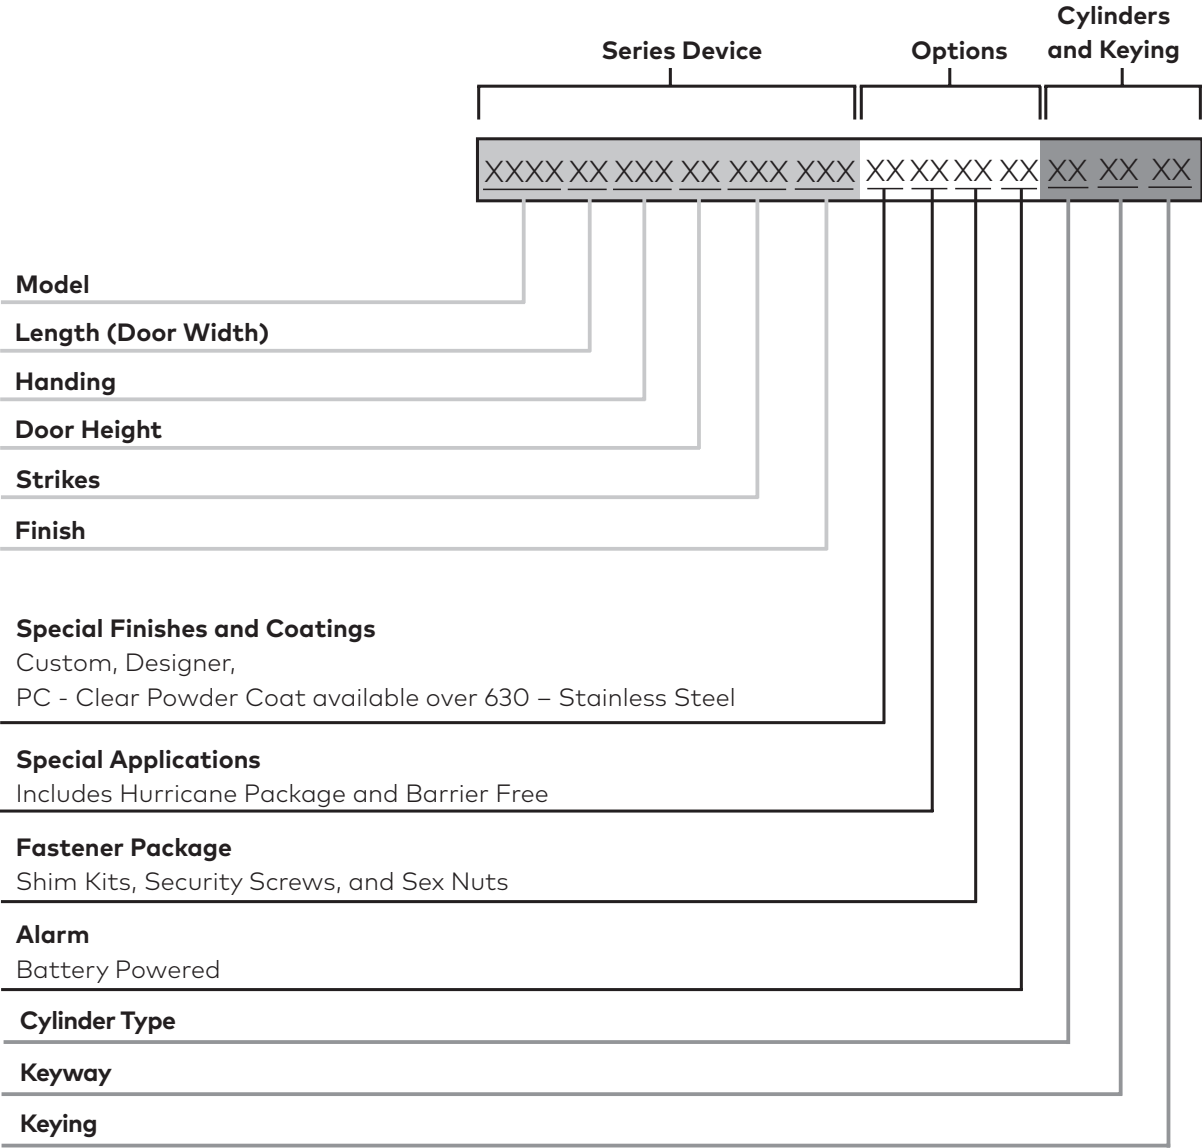 Cylinders
and Keying
Series Device
Options
XXXX XX XXX XX XXX XXX XX XX XX XX XX XX XX
Model
Length (Door Width)
Handing
Door Height
Strikes
Finish
Special Finishes and Coatings
Custom, Designer,
PC - Clear Powder Coat available over 630 – Stainless Steel
Special Applications
Includes Hurricane Package and Barrier Free
Fastener Package
Shim Kits, Security Screws, and Sex Nuts
Alarm
Battery Powered
Cylinder Type
Keyway
Keying